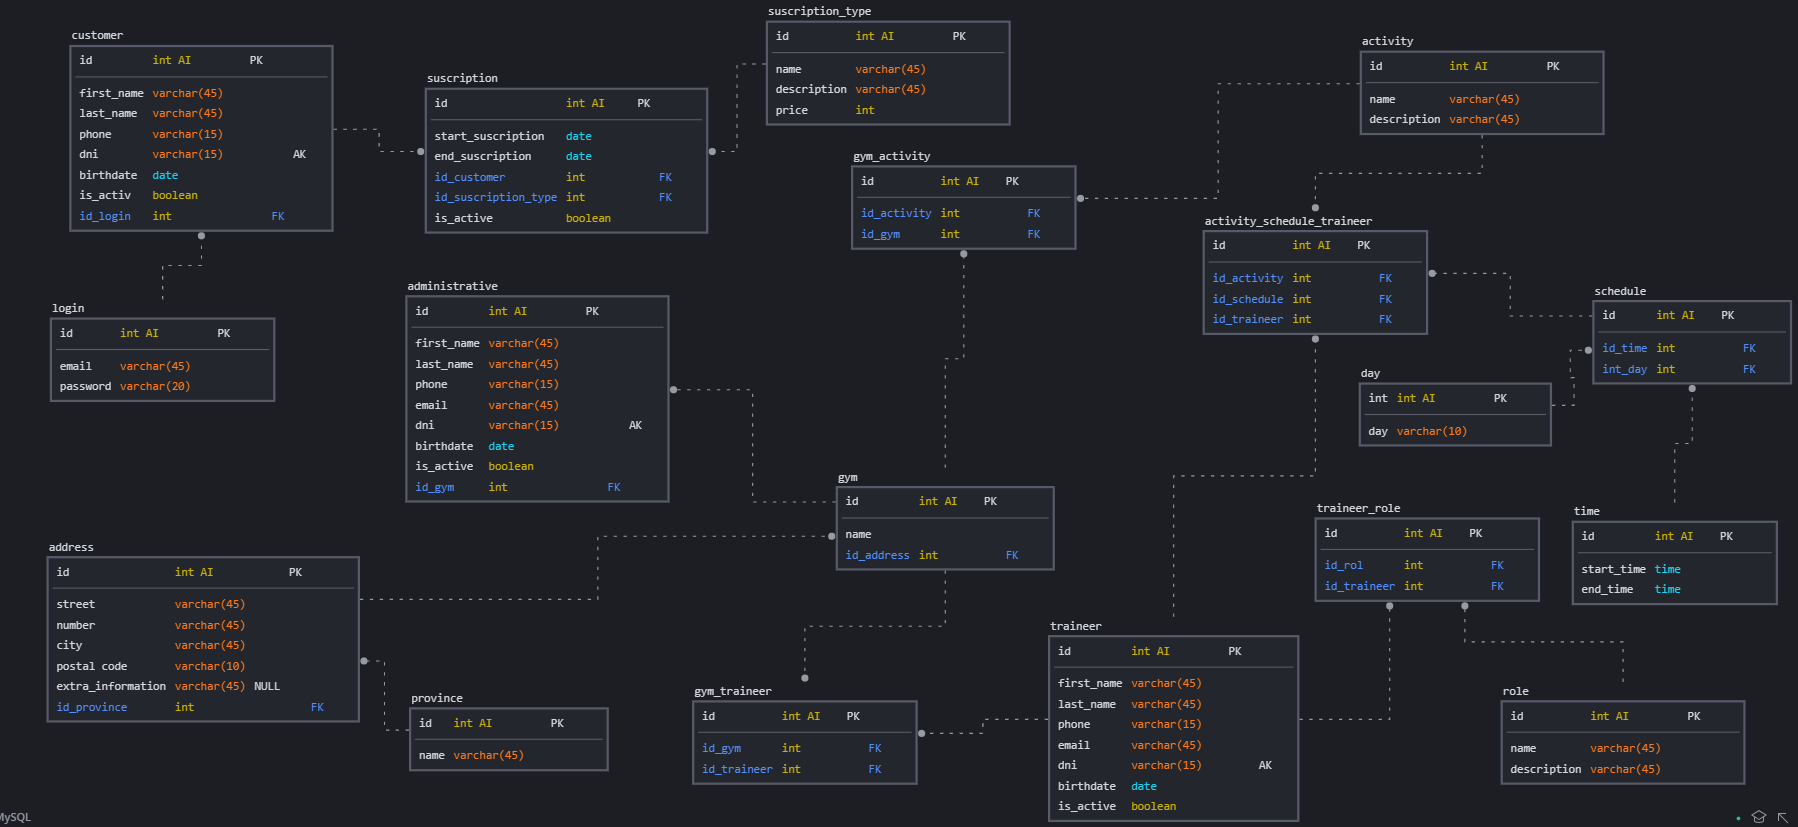 customer
id int AI PK
first_name varchar(45)
last_name varchar(45)
phone varchar(15)
dni varchar(15) AK
birthdate date
is_activ boolean
id_login int FK
suscription
id int AI PK
start_suscription date
end_suscription date
id_customer int FK
id_suscription_type int FK
is_active boolean
suscription_type
id int AI PK
name varchar(45)
description varchar(45)
price int
activity
id int AI PK
name varchar(45)
description varchar(45)
gym_activity
id int AI PK
id_activity int FK
id_gym int FK
activity_schedule_traineer
id int AI PK
id_activity int FK
id_schedule int FK
id_traineer int FK
schedule
id int AI PK
id_time int FK
int_day int FK
login
id int AI PK
email varchar(45)
password varchar(20)
administrative
id int AI PK
first_name varchar(45)
last_name varchar(45)
phone varchar(15)
email varchar(45)
dni varchar(15) AK
birthdate date
is_active boolean
id_gym int FK
day
int int AI PK
day varchar(10)
gym
id int AI PK
name
id_address int FK
traineer_role
id int AI PK
id_rol int FK
id_traineer int FK
time
id int AI PK
start_time time
end_time time
address
id int AI PK
street varchar(45)
number varchar(45)
city varchar(45)
postal code varchar(10)
extra_information varchar(45) NULL
id_province int FK
province
id int AI PK
name varchar(45)
gym_traineer
id int AI PK
id_gym int FK
id_traineer int FK
traineer
id int AI PK
first_name varchar(45)
last_name varchar(45)
phone varchar(15)
email varchar(45)
dni varchar(15) AK
birthdate date
is_active boolean
role
id int AI PK
name varchar(45)
description varchar(45)
MySQL